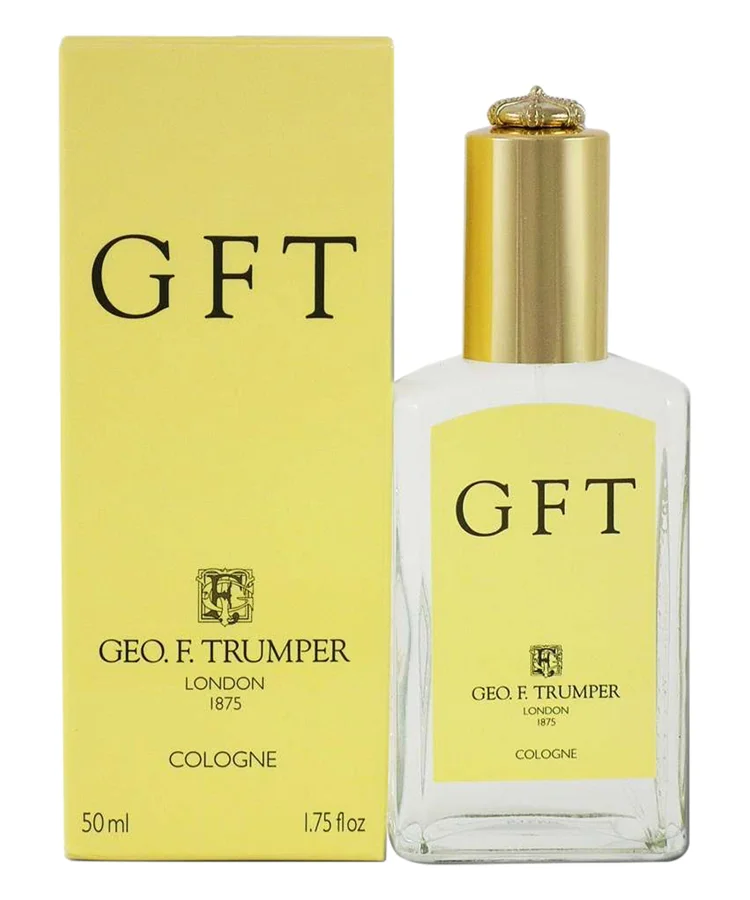 GFT
GEO. F. TRUMPER
LONDON
1875
COLOGNE
50 ml
1.75 fl oz
GFT
GEO. F. TRUMPER
LONDON
1875
COLOGNE